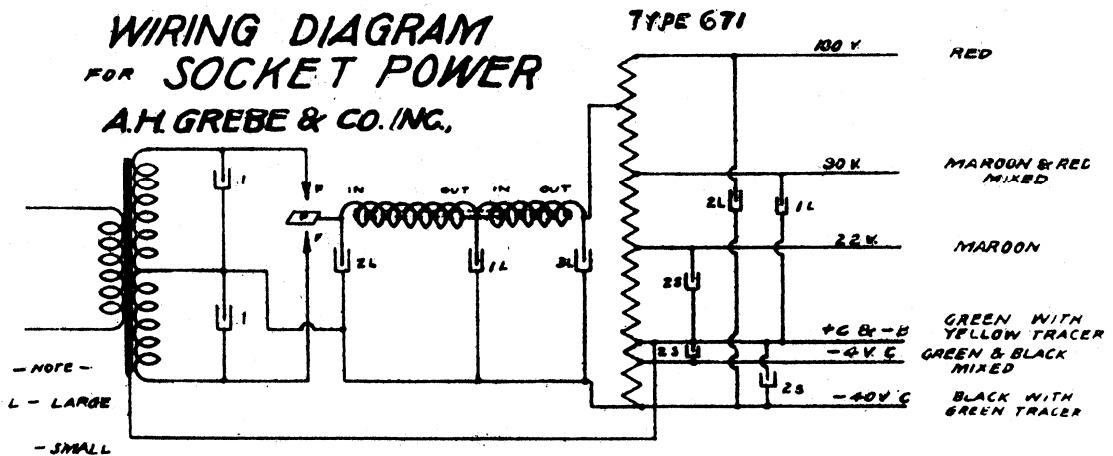 WIRING DIAGRAM
FOR SOCKET POWER
A.H. GREBE & CO. INC.,
TYPE 671
180 V. RED
90 V. MAROON & RED
MIXED
22 V. MAROON
+C & -B GREEN WITH
YELLOW TRACER
-4 V. C GREEN & BLACK
MIXED
-40 V C BLACK WITH
GREEN TRACER
.1
.1
F
P
F
IN OUT IN OUT
2L
1L
3L
2L
1L
2S
2S
2S
- NOTE -
L - LARGE
- SMALL